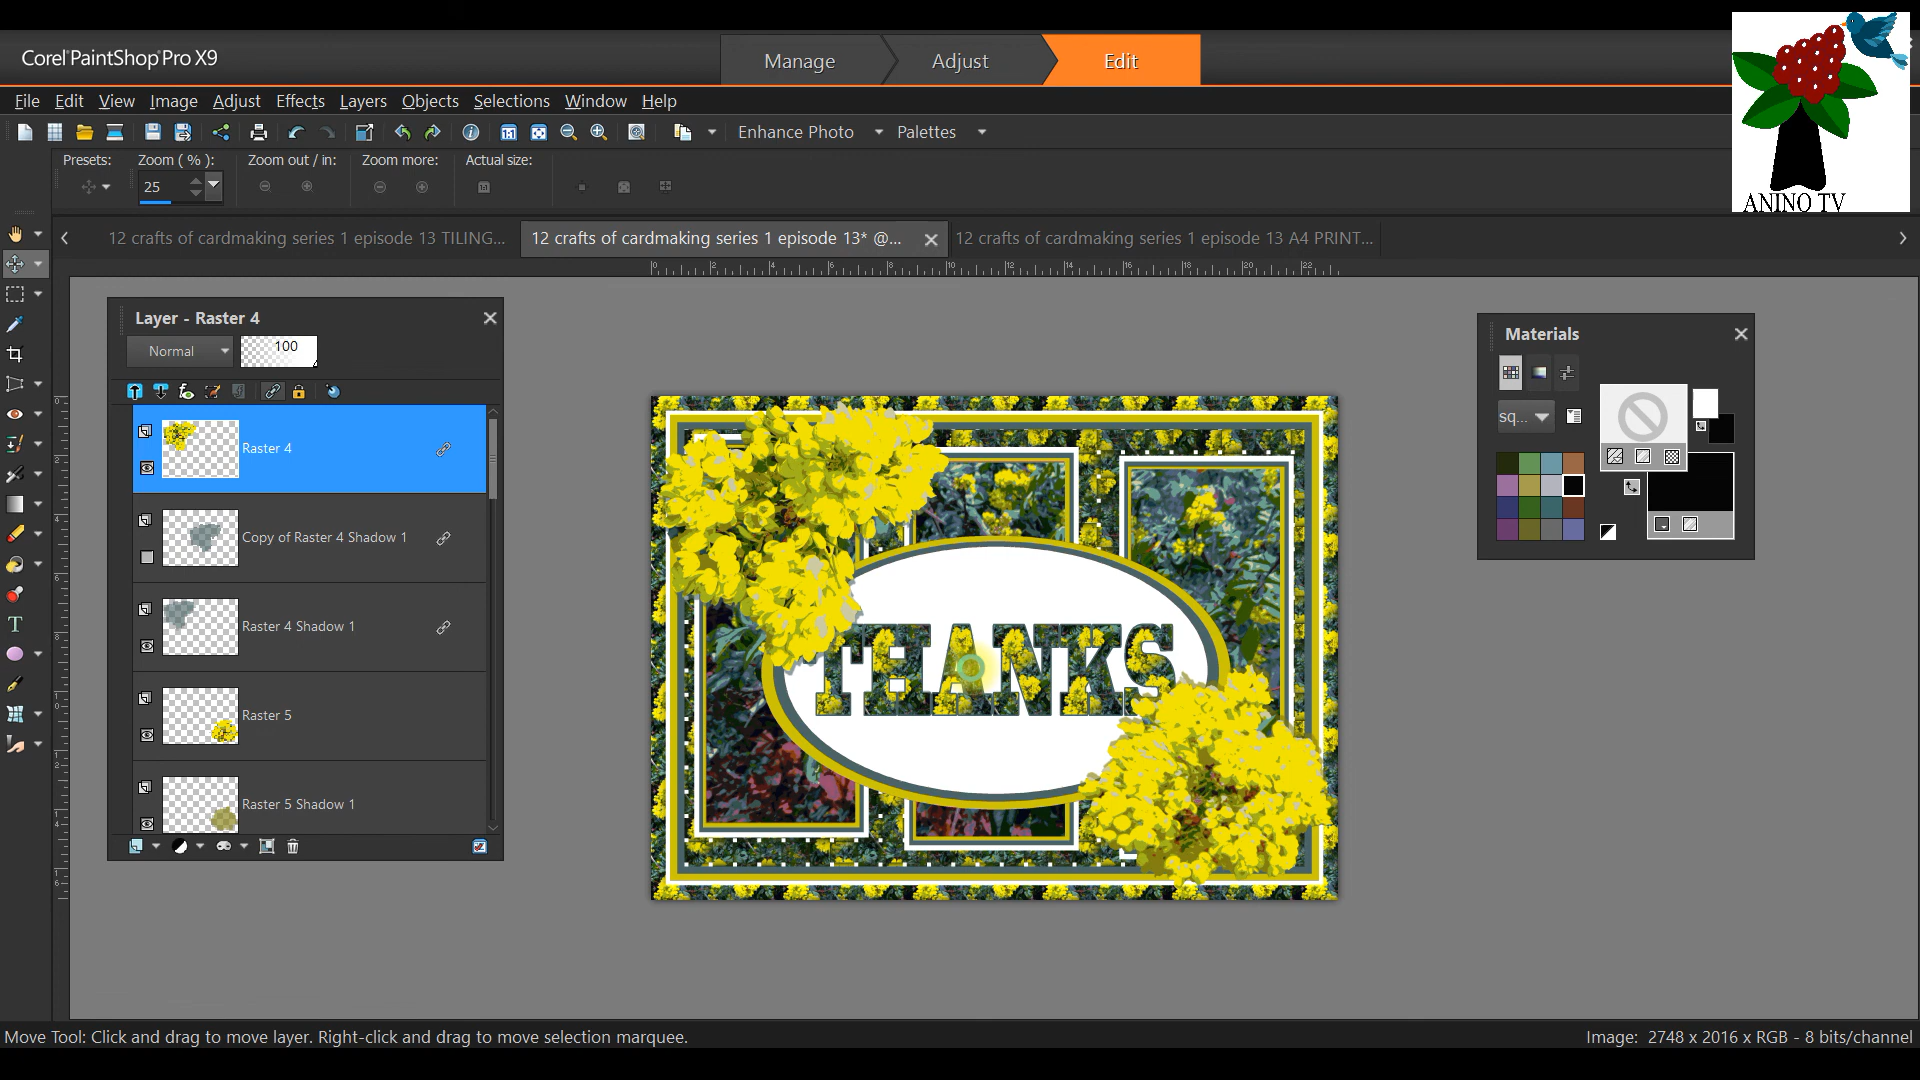 Corel PaintShop Pro X9
Manage
Adjust
Edit
ANINO TV
File Edit View Image Adjust Effects Layers Objects Selections Window Help
Enhance Photo
Palettes
Presets:
Zoom ( % ):
Zoom out / in:
Zoom more:
Actual size:
25
12 crafts of cardmaking series 1 episode 13 TILING...
12 crafts of cardmaking series 1 episode 13* @...
12 crafts of cardmaking series 1 episode 13 A4 PRINT...
Layer - Raster 4
Normal
100
Raster 4
Copy of Raster 4 Shadow 1
Raster 4 Shadow 1
Raster 5
Raster 5 Shadow 1
THANKS
Materials
sq...
Move Tool: Click and drag to move layer. Right-click and drag to move selection marquee.
Image: 2748 x 2016 x RGB - 8 bits/channel